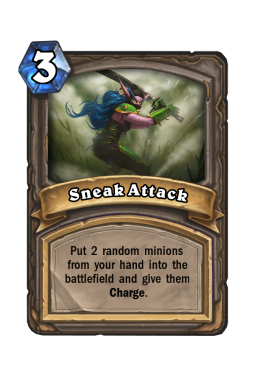 3
Sneak Attack
Put 2 random minions
from your hand into the
battlefield and give them
Charge.